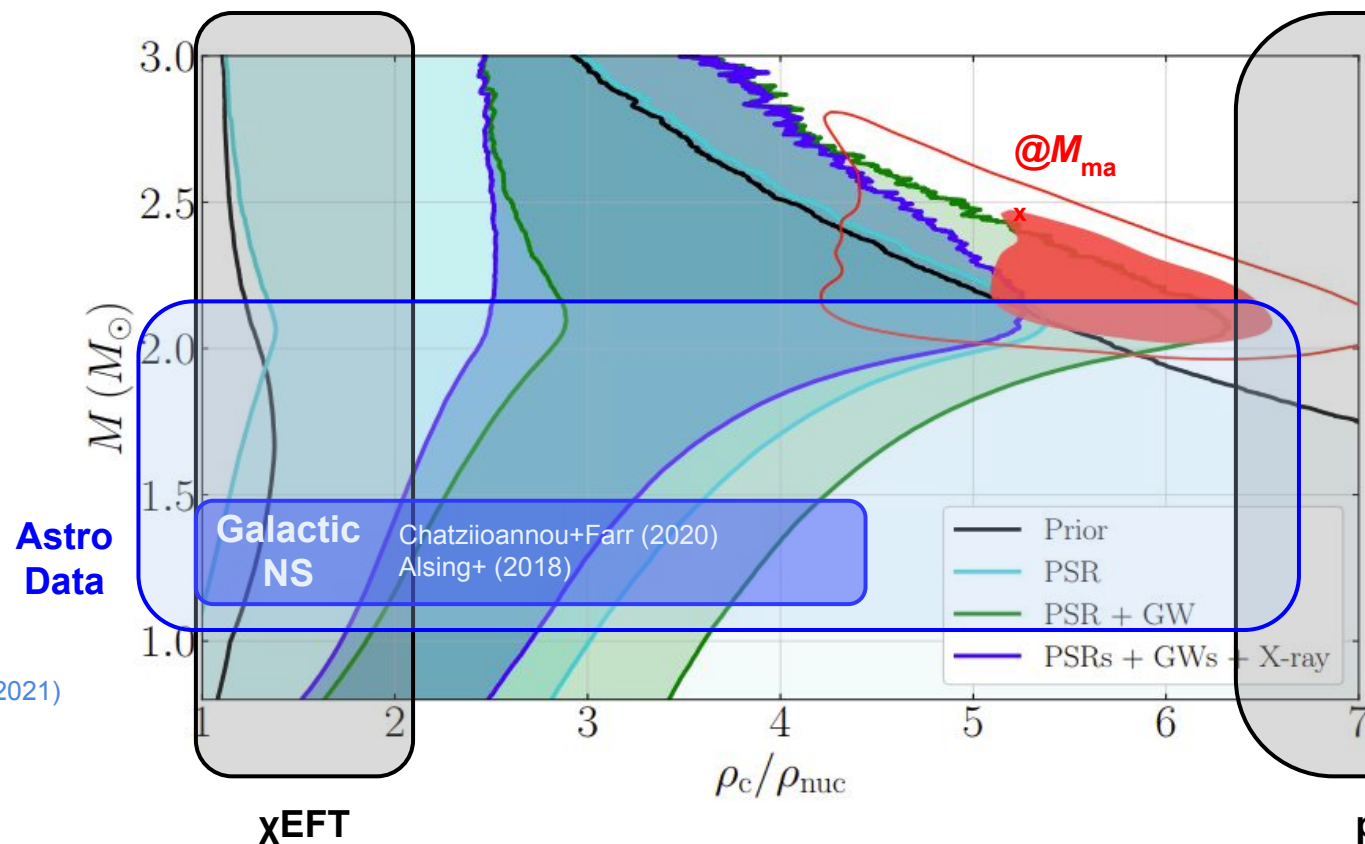 3.0
2.5
2.0
1.5
1.0
M (M⊙)
@Mma
x
Astro
Data
Galactic
NS
Chatziioannou+Farr (2020)
Alsing+ (2018)
Prior
PSR
PSR + GW
PSRs + GWs + X-ray
2021)
1 2 3 4 5 6 7
ρc/ρnuc
χEFT
p